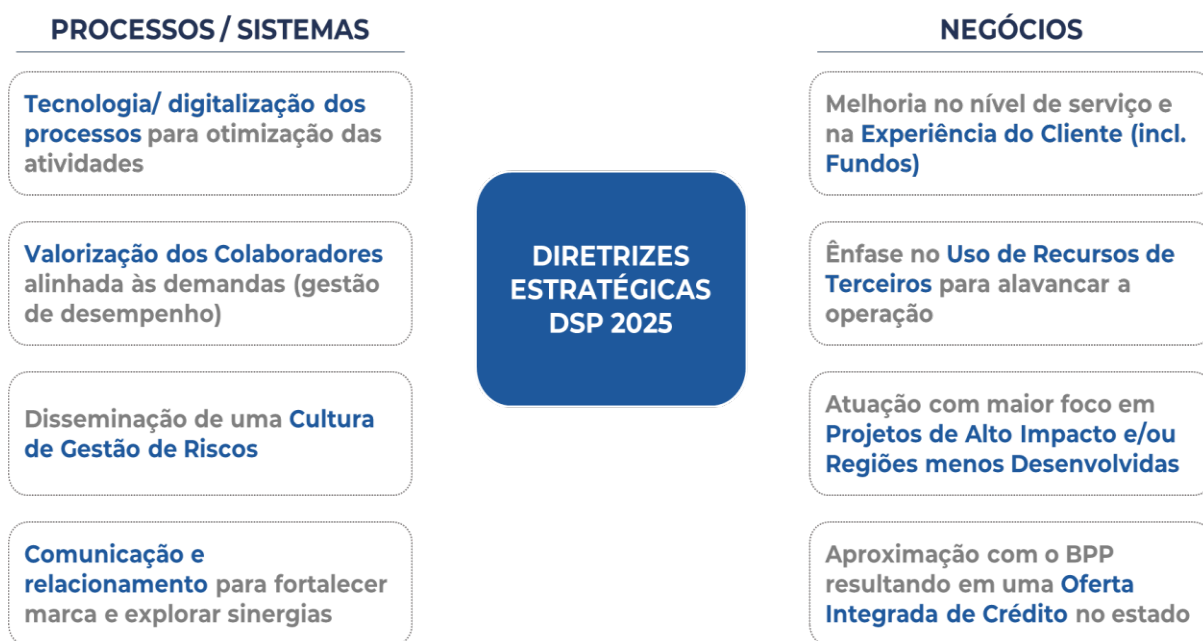 PROCESSOS / SISTEMAS
Tecnologia/ digitalização dos
processos para otimização das
atividades
Valorização dos Colaboradores
alinhada às demandas (gestão
de desempenho)
Disseminação de uma Cultura
de Gestão de Riscos
Comunicação e
relacionamento para fortalecer
marca e explorar sinergias
DIRETRIZES
ESTRATÉGICAS
DSP 2025
NEGÓCIOS
Melhoria no nível de serviço e
na Experiência do Cliente (incl.
Fundos)
Ênfase no Uso de Recursos de
Terceiros para alavancar a
operação
Atuação com maior foco em
Projetos de Alto Impacto e/ou
Regiões menos Desenvolvidas
Aproximação com o BPP
resultando em uma Oferta
Integrada de Crédito no estado